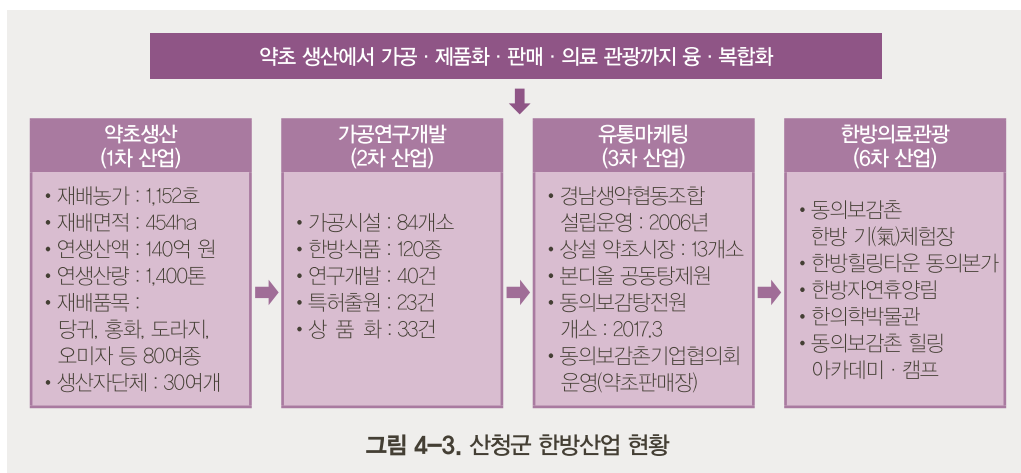 약초 생산에서 가공 · 제품화 · 판매 · 의료 관광까지 융 · 복합화
약초생산
(1차 산업)
• 재배농가 : 1,152호
• 재배면적 : 454ha
• 연생산액 : 140억 원
• 연생산량 : 1,400톤
• 재배품목 :
당귀, 홍화, 도라지,
오미자 등 80여종
• 생산자단체 : 30여개
가공연구개발
(2차 산업)
• 가공시설 : 84개소
• 한방식품 : 120종
• 연구개발 : 40건
• 특허출원 : 23건
• 상 품 화 : 33건
유통마케팅
(3차 산업)
• 경남생약협동조합
설립운영 : 2006년
• 상설 약초시장 : 13개소
• 본디올 공동탕제원
• 동의보감탕전원
개소 : 2017.3
• 동의보감촌기업협의회
운영(약초판매장)
한방의료관광
(6차 산업)
• 동의보감촌
한방 기(氣)체험장
• 한방힐링타운 동의본가
• 한방자연휴양림
• 한의학박물관
• 동의보감촌 힐링
아카데미 · 캠프
그림 4-3. 산청군 한방산업 현황